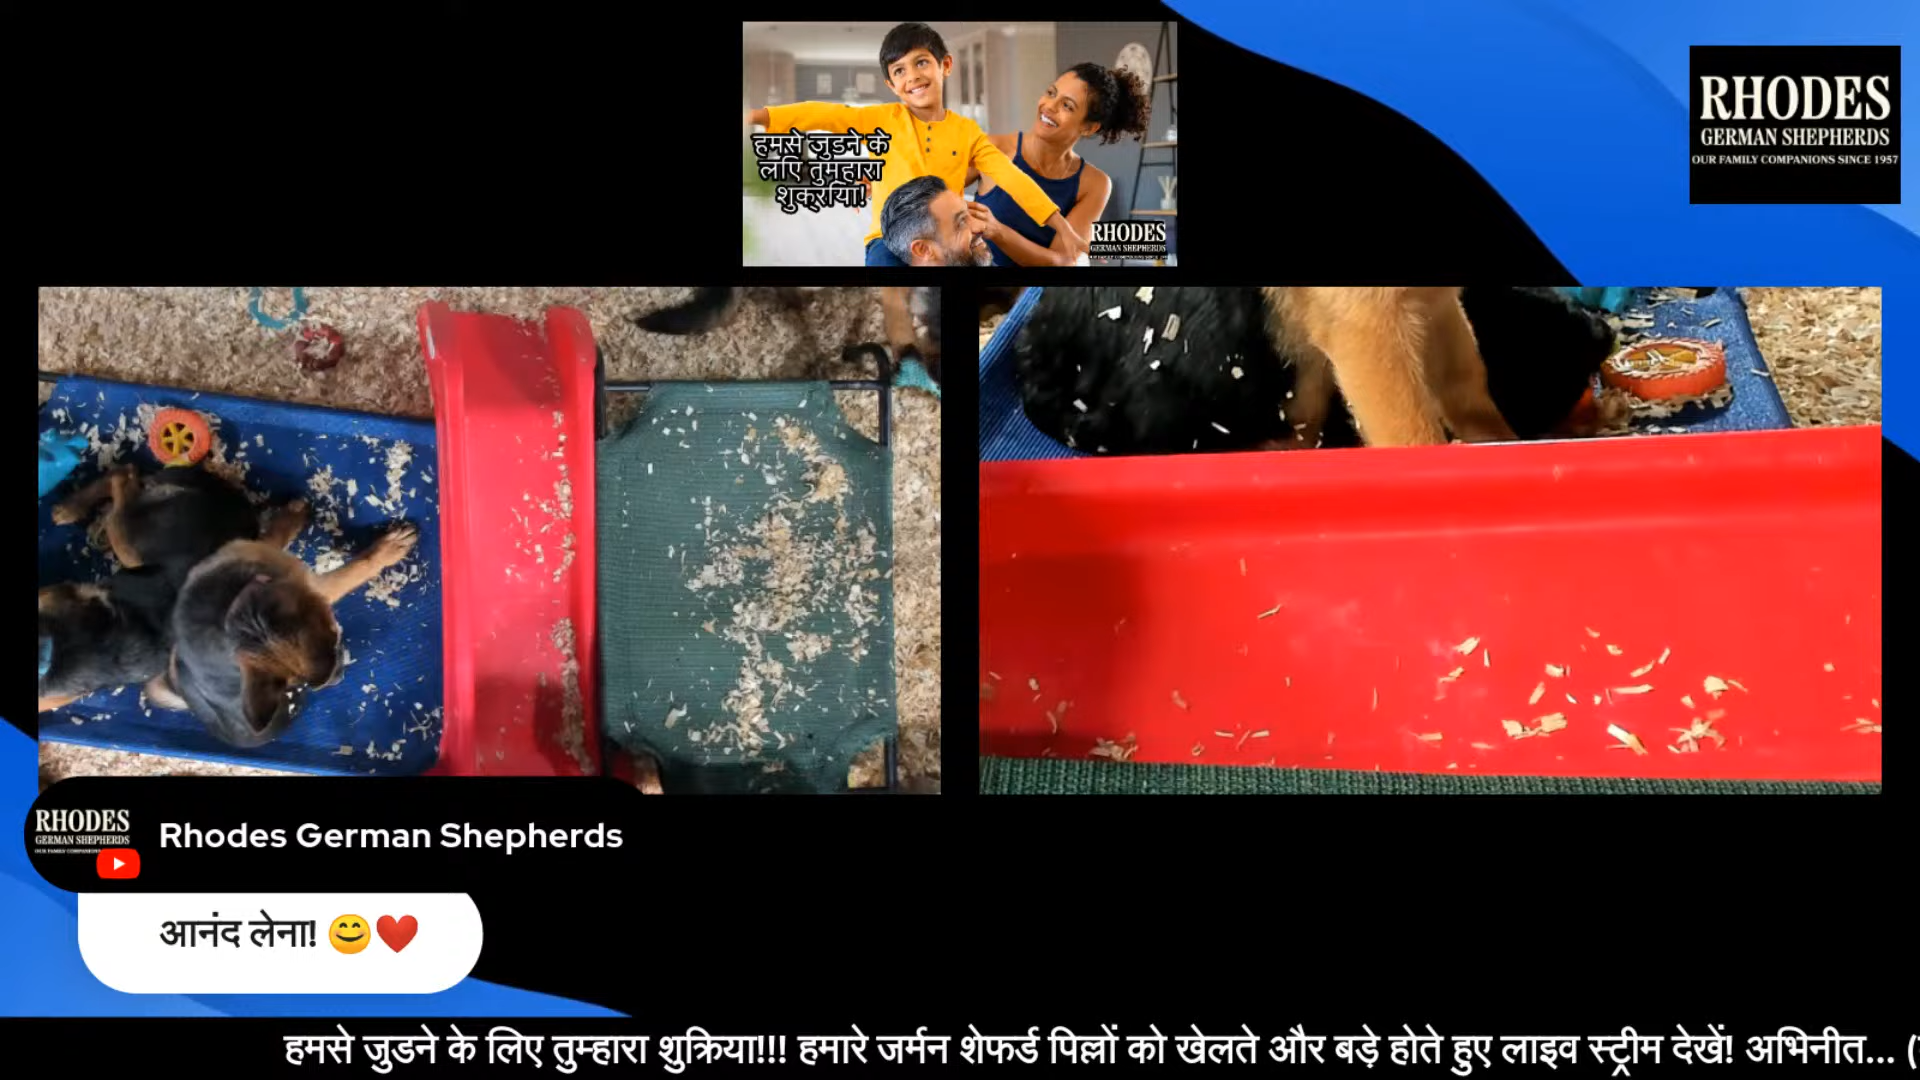 हमसे जुडने के
लिए तुमहारा
शुक्रिया!
RHODES
GERMAN SHEPHERDS
RHODES
GERMAN SHEPHERDS
OUR FAMILY COMPANIONS SINCE 1957
RHODES
GERMAN SHEPHERDS
Rhodes German Shepherds
आनंद लेना! 😊❤️
हमसे जुडने के लिए तुम्हारा शुक्रिया!!! हमारे जर्मन शेफर्ड पिल्लों को खेलते और बड़े होते हुए लाइव स्ट्रीम देखें! अभिनीत... (